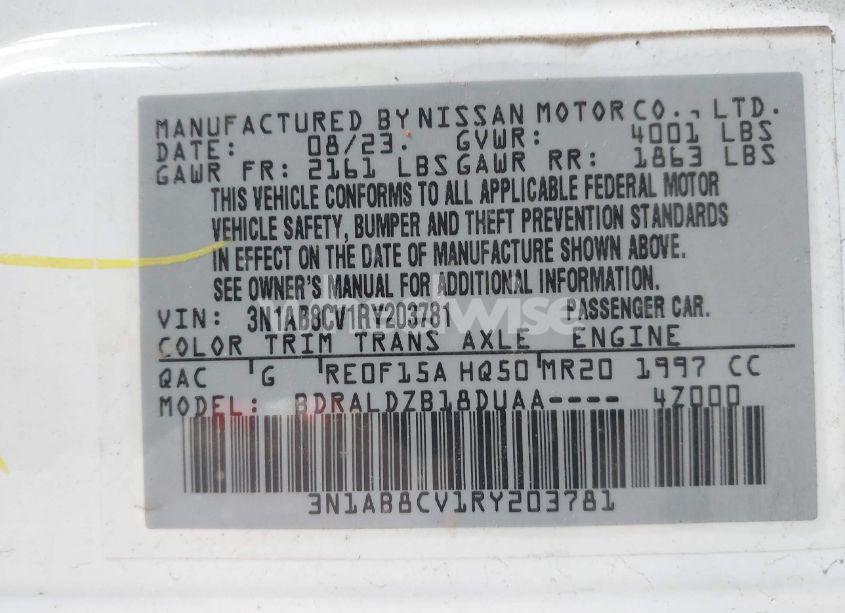 MANUFACTURED BY NISSAN MOTOR CO., LTD.
DATE: 08/23. GVWR: 4001 LBS
GAWR FR: 2161 LBS GAWR RR: 1863 LBS
THIS VEHICLE CONFORMS TO ALL APPLICABLE FEDERAL MOTOR
VEHICLE SAFETY, BUMPER AND THEFT PREVENTION STANDARDS
IN EFFECT ON THE DATE OF MANUFACTURE SHOWN ABOVE.
SEE OWNER'S MANUAL FOR ADDITIONAL INFORMATION.
VIN: 3N1AB8CV1RY203781 PASSENGER CAR.
COLOR TRIM TRANS AXLE ENGINE
QAC G RE0F15A HQ50 MR20 1997 CC
MODEL: BDRALDZB18DUAA---- 4Z000
3N1AB8CV1RY203781